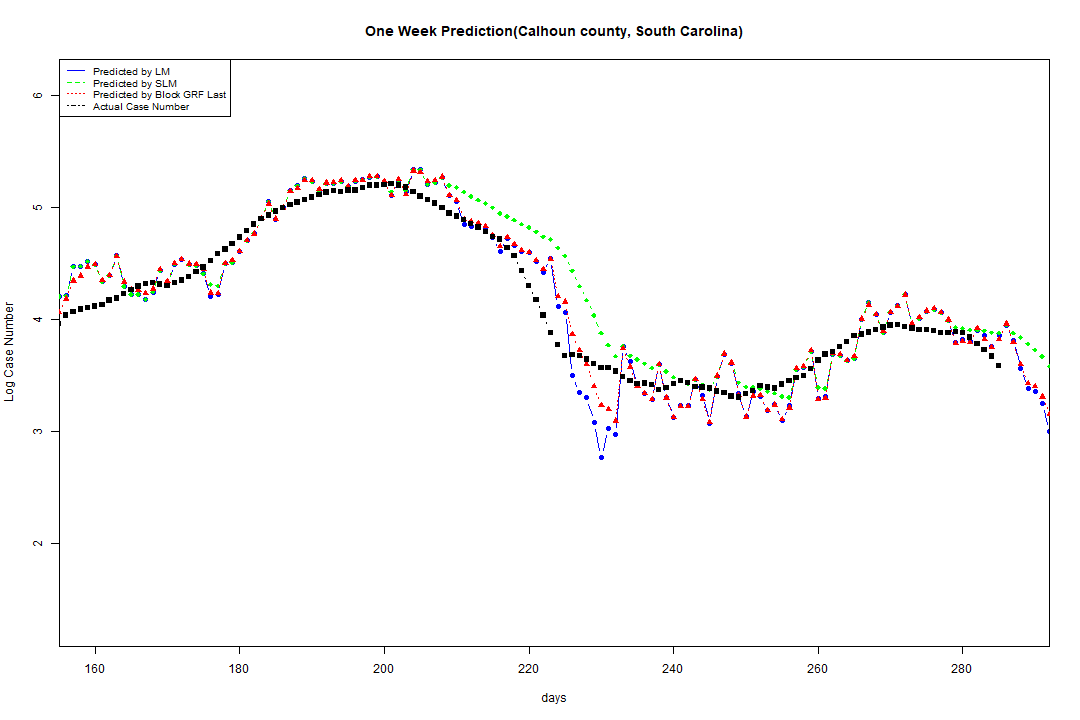 One Week Prediction(Calhoun county, South Carolina)
Predicted by LM
Predicted by SLM
Predicted by Block GRF Last
Actual Case Number
6
5
4
3
2
Log Case Number
160 180 200 220 240 260 280
days